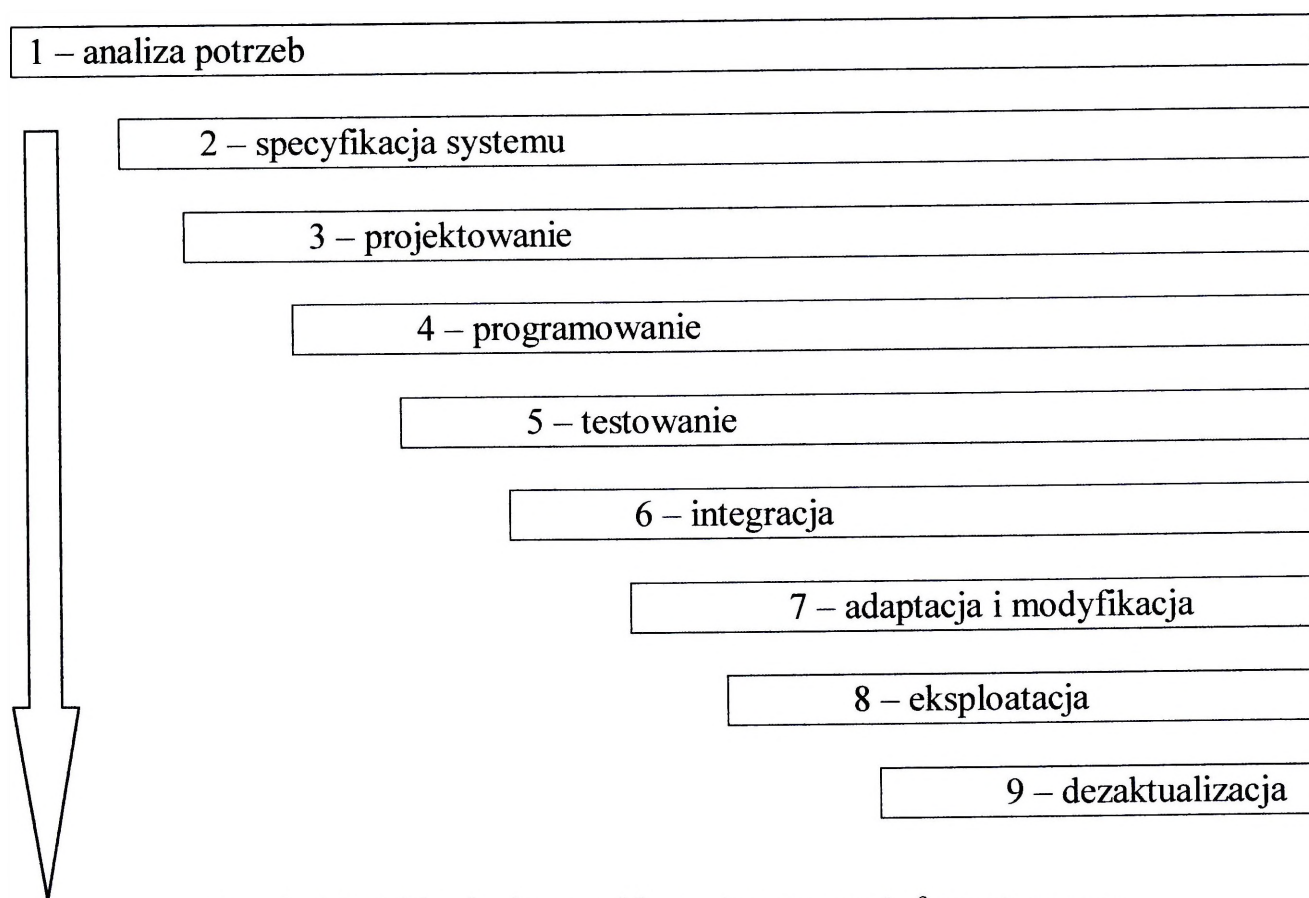 1 – analiza potrzeb
2 – specyfikacja systemu
3 – projektowanie
4 – programowanie
5 – testowanie
6 – integracja
7 – adaptacja i modyfikacja
8 – eksploatacja
9 – dezaktualizacja